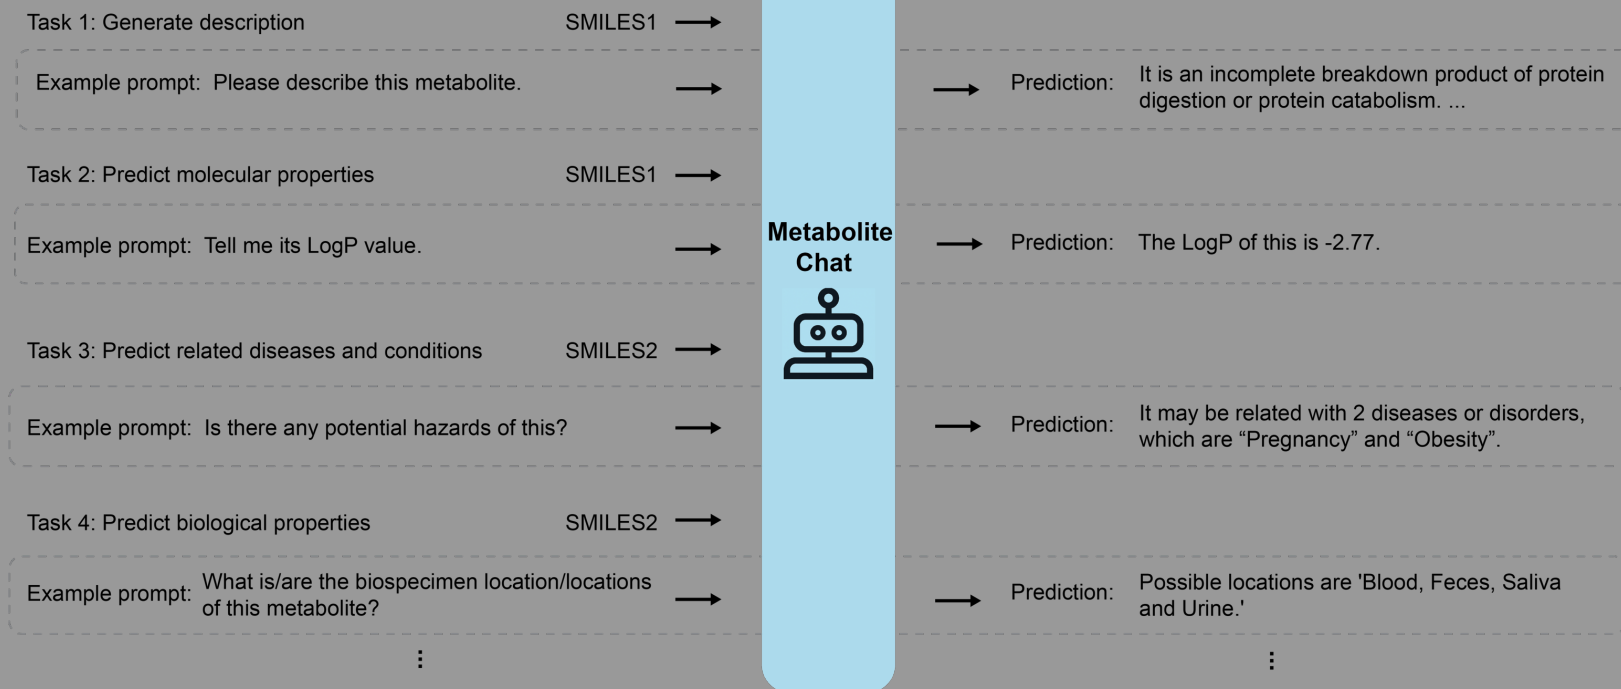 Task 1: Generate description SMILES1
Example prompt: Please describe this metabolite.
Prediction: It is an incomplete breakdown product of protein
digestion or protein catabolism. ...
Task 2: Predict molecular properties SMILES1
Metabolite
Chat
Example prompt: Tell me its LogP value.
Prediction: The LogP of this is -2.77.
Task 3: Predict related diseases and conditions SMILES2
Example prompt: Is there any potential hazards of this?
Prediction: It may be related with 2 diseases or disorders,
which are “Pregnancy” and “Obesity”.
Task 4: Predict biological properties SMILES2
Example prompt: What is/are the biospecimen location/locations
of this metabolite?
Prediction: Possible locations are 'Blood, Feces, Saliva
and Urine.'